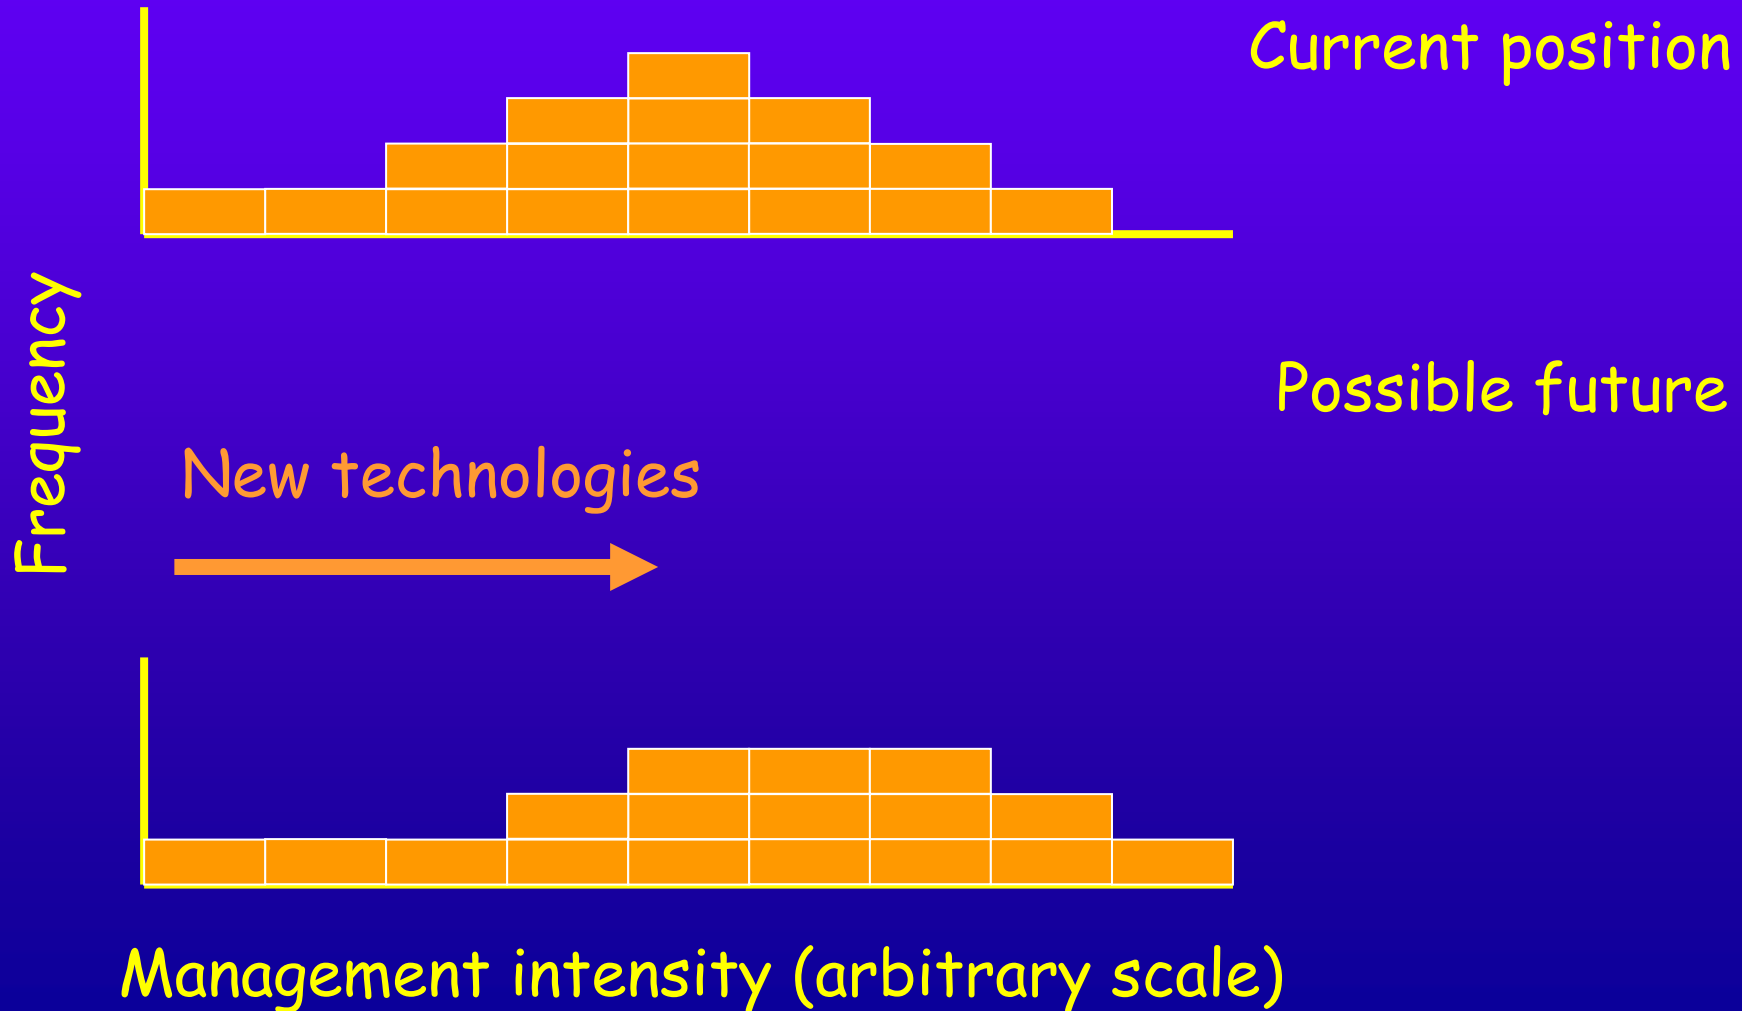 Current position
Frequency
Possible future
New technologies
Management intensity (arbitrary scale)